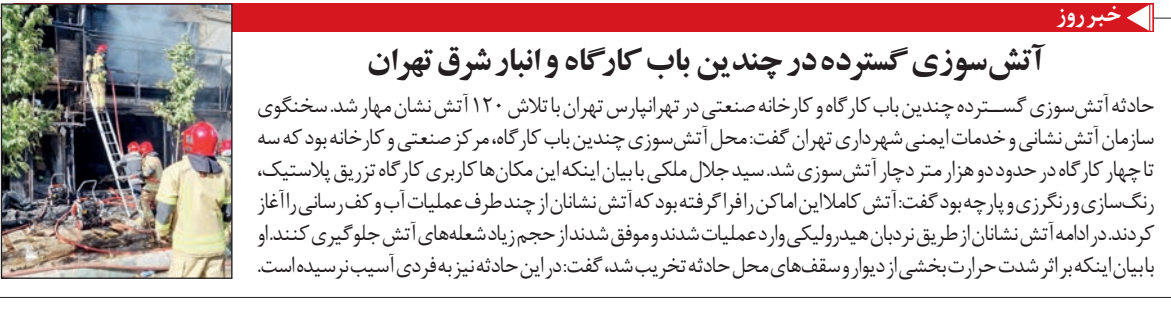 خبر روز
آتش‌سوزی گسترده در چندین باب کارگاه و انبار شرق تهران
حادثه آتش‌سوزی گسترده چندین باب کارگاه و کارخانه صنعتی در تهرانپارس تهران با تلاش ۱۲۰ آتش نشان مهار شد. سخنگوی
سازمان آتش نشانی و خدمات ایمنی شهرداری تهران گفت: محل آتش‌سوزی چندین باب کارگاه، مرکز صنعتی و کارخانه بود که سه
تا چهار کارگاه در حدود دو هزار متر دچار آتش‌سوزی شد. سید جلال ملکی با بیان اینکه این مکان‌ها کاربری کارگاه تزریق پلاستیک،
رنگ‌سازی و رنگرزی و پارچه بود گفت: آتش کاملا این اماکن را فرا گرفته بود که آتش نشانان از چند طرف عملیات آب و کف رسانی را آغاز
کردند. در ادامه آتش نشانان از طریق نردبان هیدرولیکی وارد عملیات شدند و موفق شدند از حجم زیاد شعله‌های آتش جلوگیری کنند. او
با بیان اینکه بر اثر شدت حرارت بخشی از دیوار و سقف‌های محل حادثه تخریب شد، گفت: در این حادثه نیز به فردی آسیب نرسیده است.